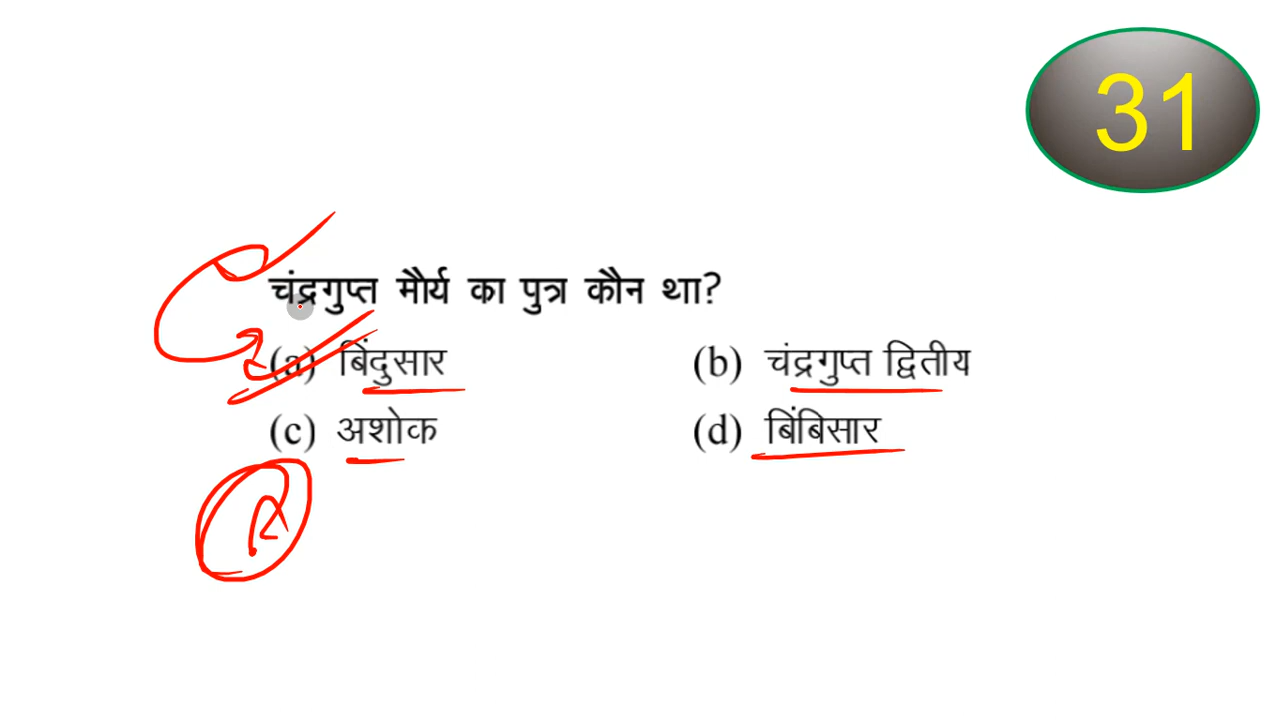 31
चंद्रगुप्त मौर्य का पुत्र कौन था?
(a) बिंदुसार (b) चंद्रगुप्त द्वितीय
(c) अशोक (d) बिंबिसार